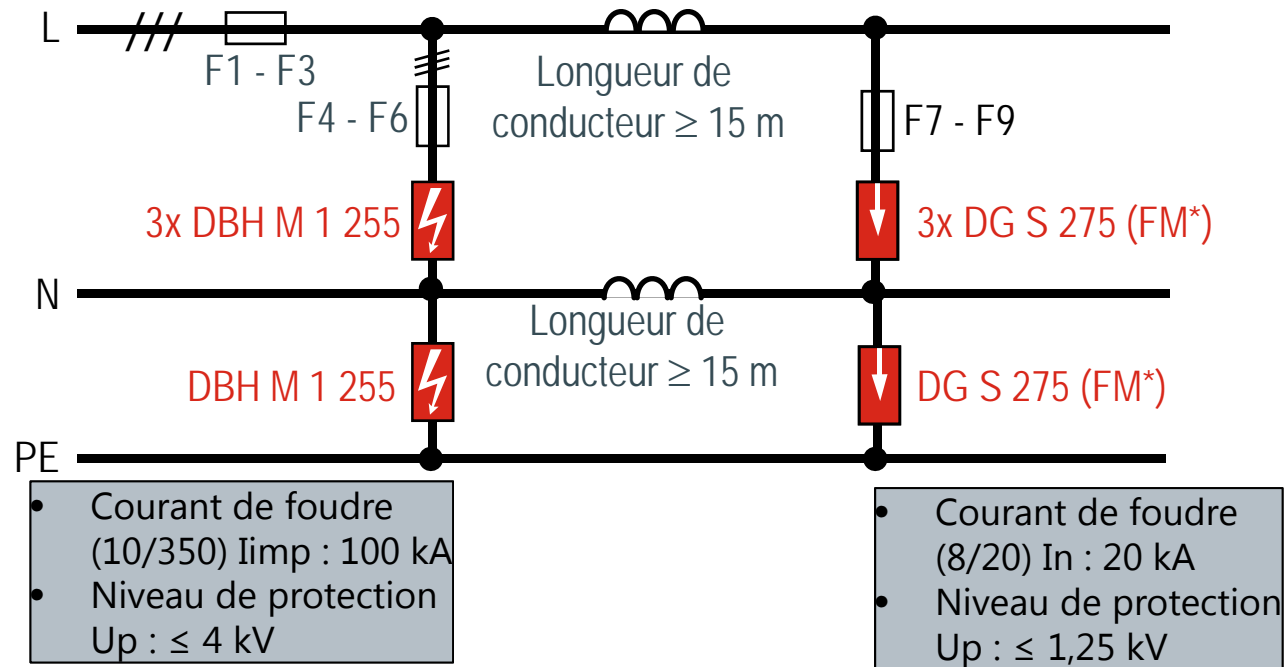 L
F1 - F3
F4 - F6
Longueur de
conducteur ≥ 15 m
F7 - F9
3x DBH M 1 255
3x DG S 275 (FM*)
N
Longueur de
conducteur ≥ 15 m
DBH M 1 255
DG S 275 (FM*)
PE
• Courant de foudre
(10/350) Iimp : 100 kA
• Niveau de protection
Up : ≤ 4 kV
• Courant de foudre
(8/20) In : 20 kA
• Niveau de protection
Up : ≤ 1,25 kV